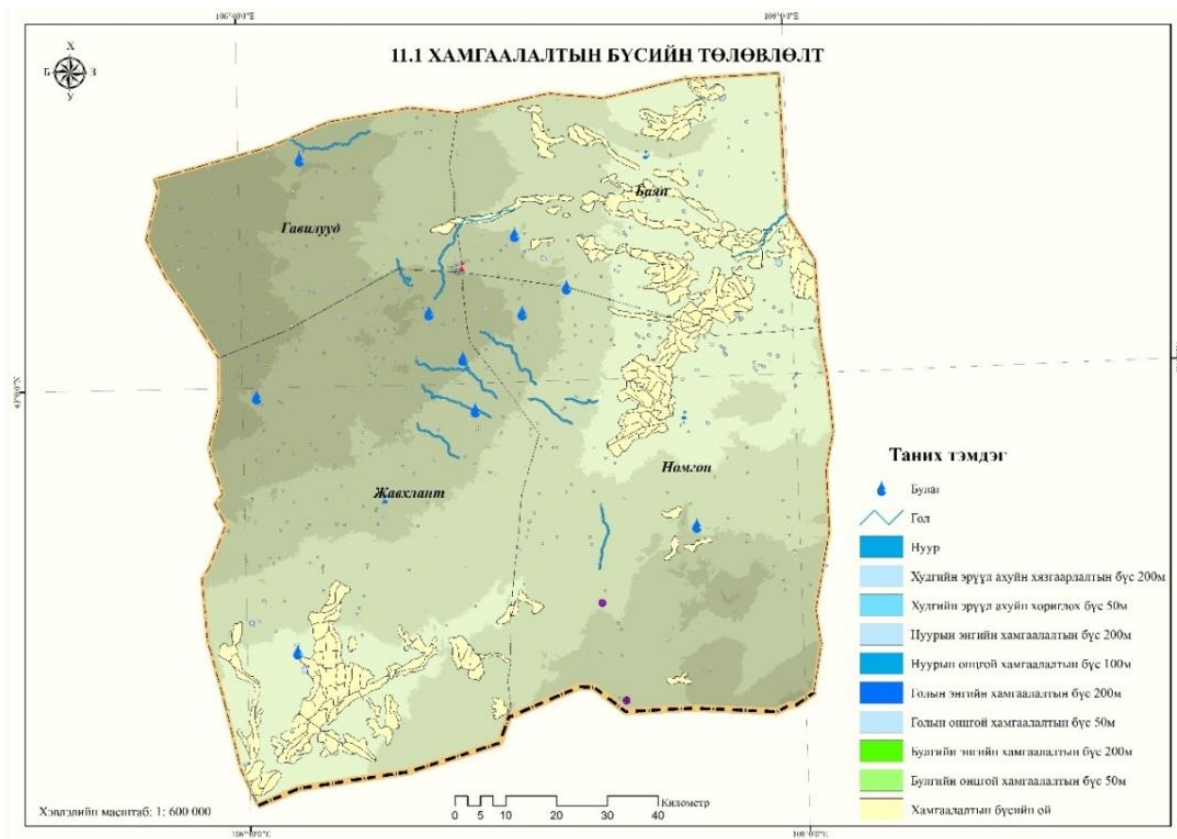 11.1 ХАМГААЛАЛТЫН БҮСИЙН ТӨЛӨВЛӨЛТ
Х
Б З
У
Баян
Гавилууд
Жавхлант
Номгон
Таних тэмдэг
Булаг
Гол
Нуур
Худгийн эрүүл ахуйн хязгаарлалтын бүс 200м
Худгийн эрүүл ахуйн хориглох бүс 50м
Нуурын энгийн хамгаалалтын бүс 200м
Нуурын онцгой хамгаалалтын бүс 100м
Голын энгийн хамгаалалтын бүс 200м
Голын онцгой хамгаалалтын бүс 50м
Булгийн энгийн хамгаалалтын бүс 200м
Булгийн онцгой хамгаалалтын бүс 50м
Хамгаалалтын бүсийн ой
Хэвлэлийн масштаб: 1: 600 000
Километр
0 5 10 20 30 40